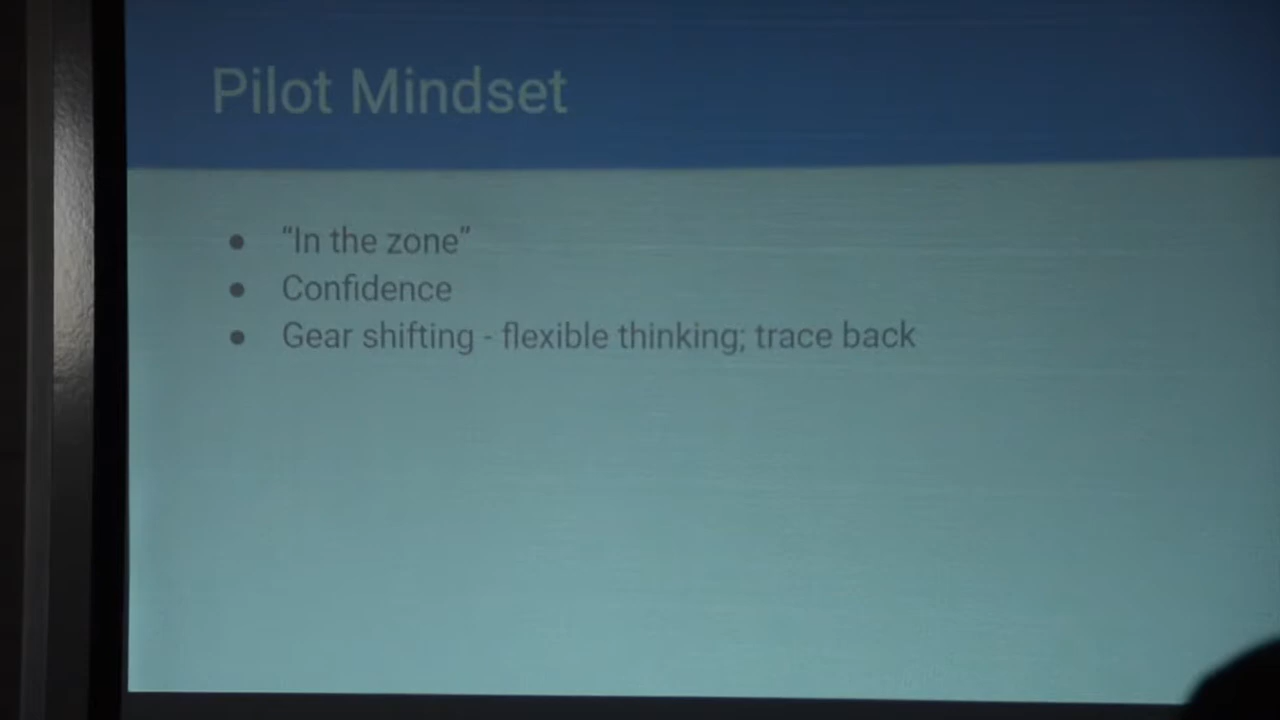 Pilot Mindset
● “In the zone”
● Confidence
● Gear shifting - flexible thinking; trace back